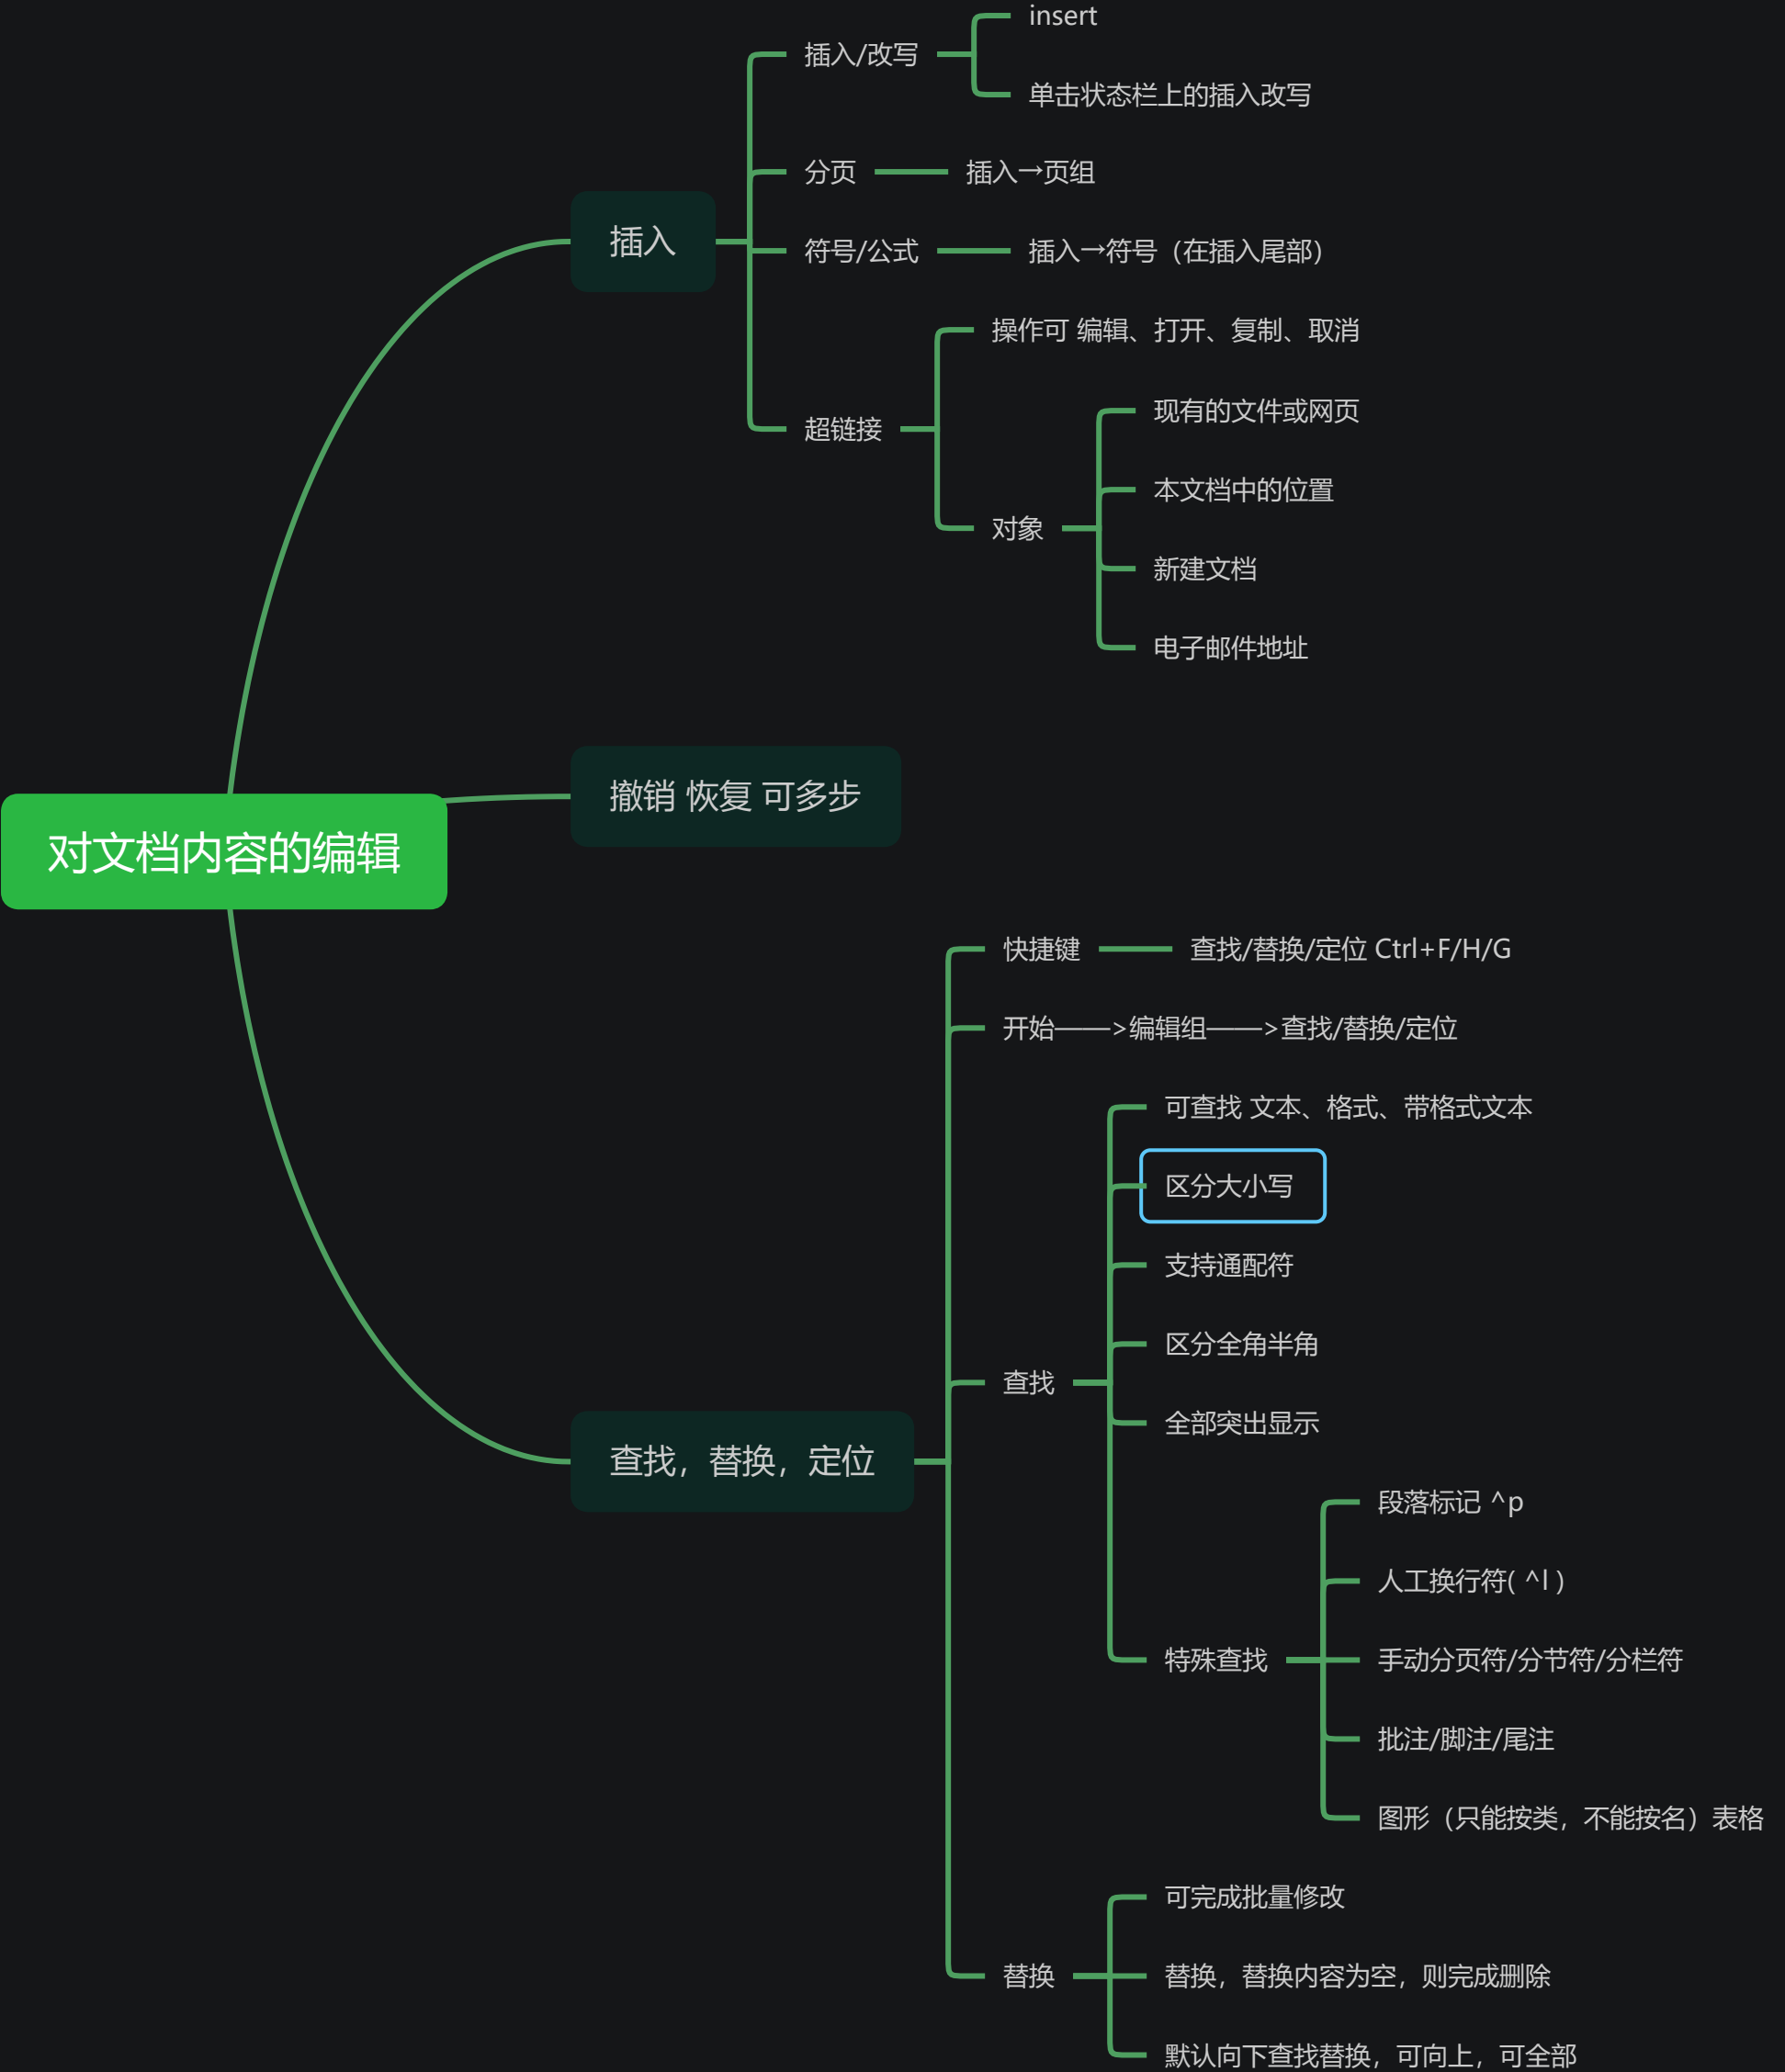 对文档内容的编辑
插入
插入/改写
insert
单击状态栏上的插入改写
分页
插入→页组
符号/公式
插入→符号（在插入尾部）
超链接
操作可 编辑、打开、复制、取消
对象
现有的文件或网页
本文档中的位置
新建文档
电子邮件地址
撤销 恢复 可多步
查找，替换，定位
快捷键
查找/替换/定位 Ctrl+F/H/G
开始——>编辑组——>查找/替换/定位
查找
可查找 文本、格式、带格式文本
区分大小写
支持通配符
区分全角半角
全部突出显示
特殊查找
段落标记 ^p
人工换行符( ^l )
手动分页符/分节符/分栏符
批注/脚注/尾注
图形（只能按类，不能按名）表格
替换
可完成批量修改
替换，替换内容为空，则完成删除
默认向下查找替换，可向上，可全部